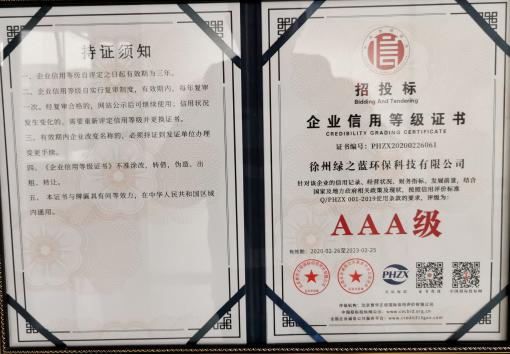 持证须知
一、企业信用等级自评定之日起有效期为三年。
二、企业信用等级自实行复审制度，有效期内，每年复审
一次。经复审合格的，网站公示后可继续使用；信用状况
发生变化的，需要重新评定信用等级并更换证书。
三、有效期内企业改变名称的，必须持证到发证单位办理
变更手续。
四、《企业信用等级证书》不准涂改，转借，伪造、出
租、转让。
五、本证书与牌匾具有同等效力，在中华人民共和国区域
内通用。
信
招投标
Bidding And Tendering
企业信用等级证书
CREDIBILITY GRADING CERTIFICATE
证书编号：PHZX20200226061
徐州绿之蓝环保科技有限公司
针对该企业的信用记录、经营状况、财务指标、发展前景，结合
国家及地方政府相关政策及现状，按照信用评价标准
Q/PHZX 001-2019使用条款的要求，评级为：
AAA级
有效期：2020-02-26至2023-02-25
PHZX